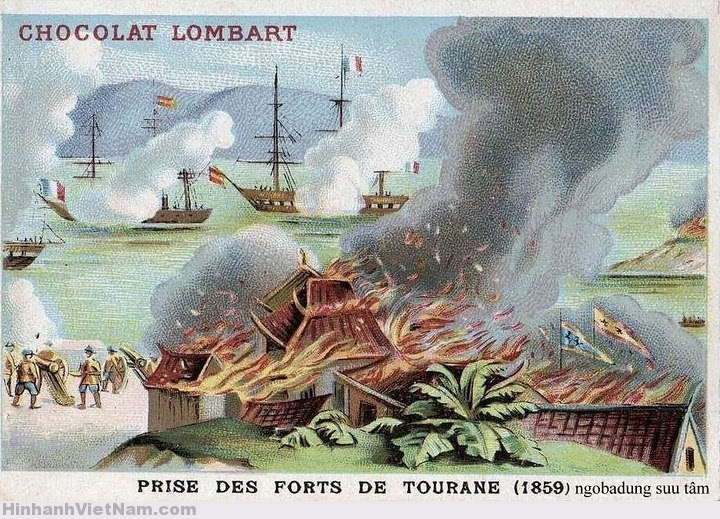 CHOCOLAT LOMBART
PRISE DES FORTS DE TOURANE (1859) ngobadung suu tâm
HinhanhVietNam.com